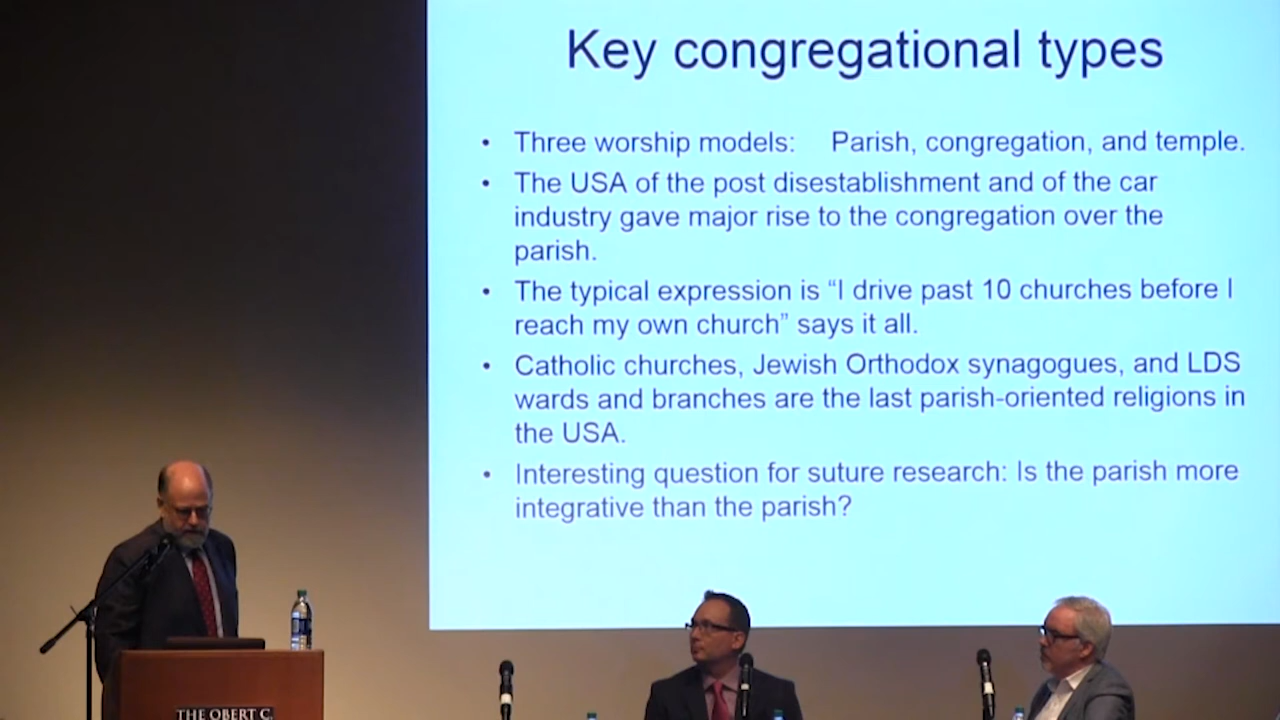 Key congregational types
• Three worship models: Parish, congregation, and temple.
• The USA of the post disestablishment and of the car
industry gave major rise to the congregation over the
parish.
• The typical expression is “I drive past 10 churches before I
reach my own church” says it all.
• Catholic churches, Jewish Orthodox synagogues, and LDS
wards and branches are the last parish-oriented religions in
the USA.
• Interesting question for suture research: Is the parish more
integrative than the parish?
THE OBERT C.